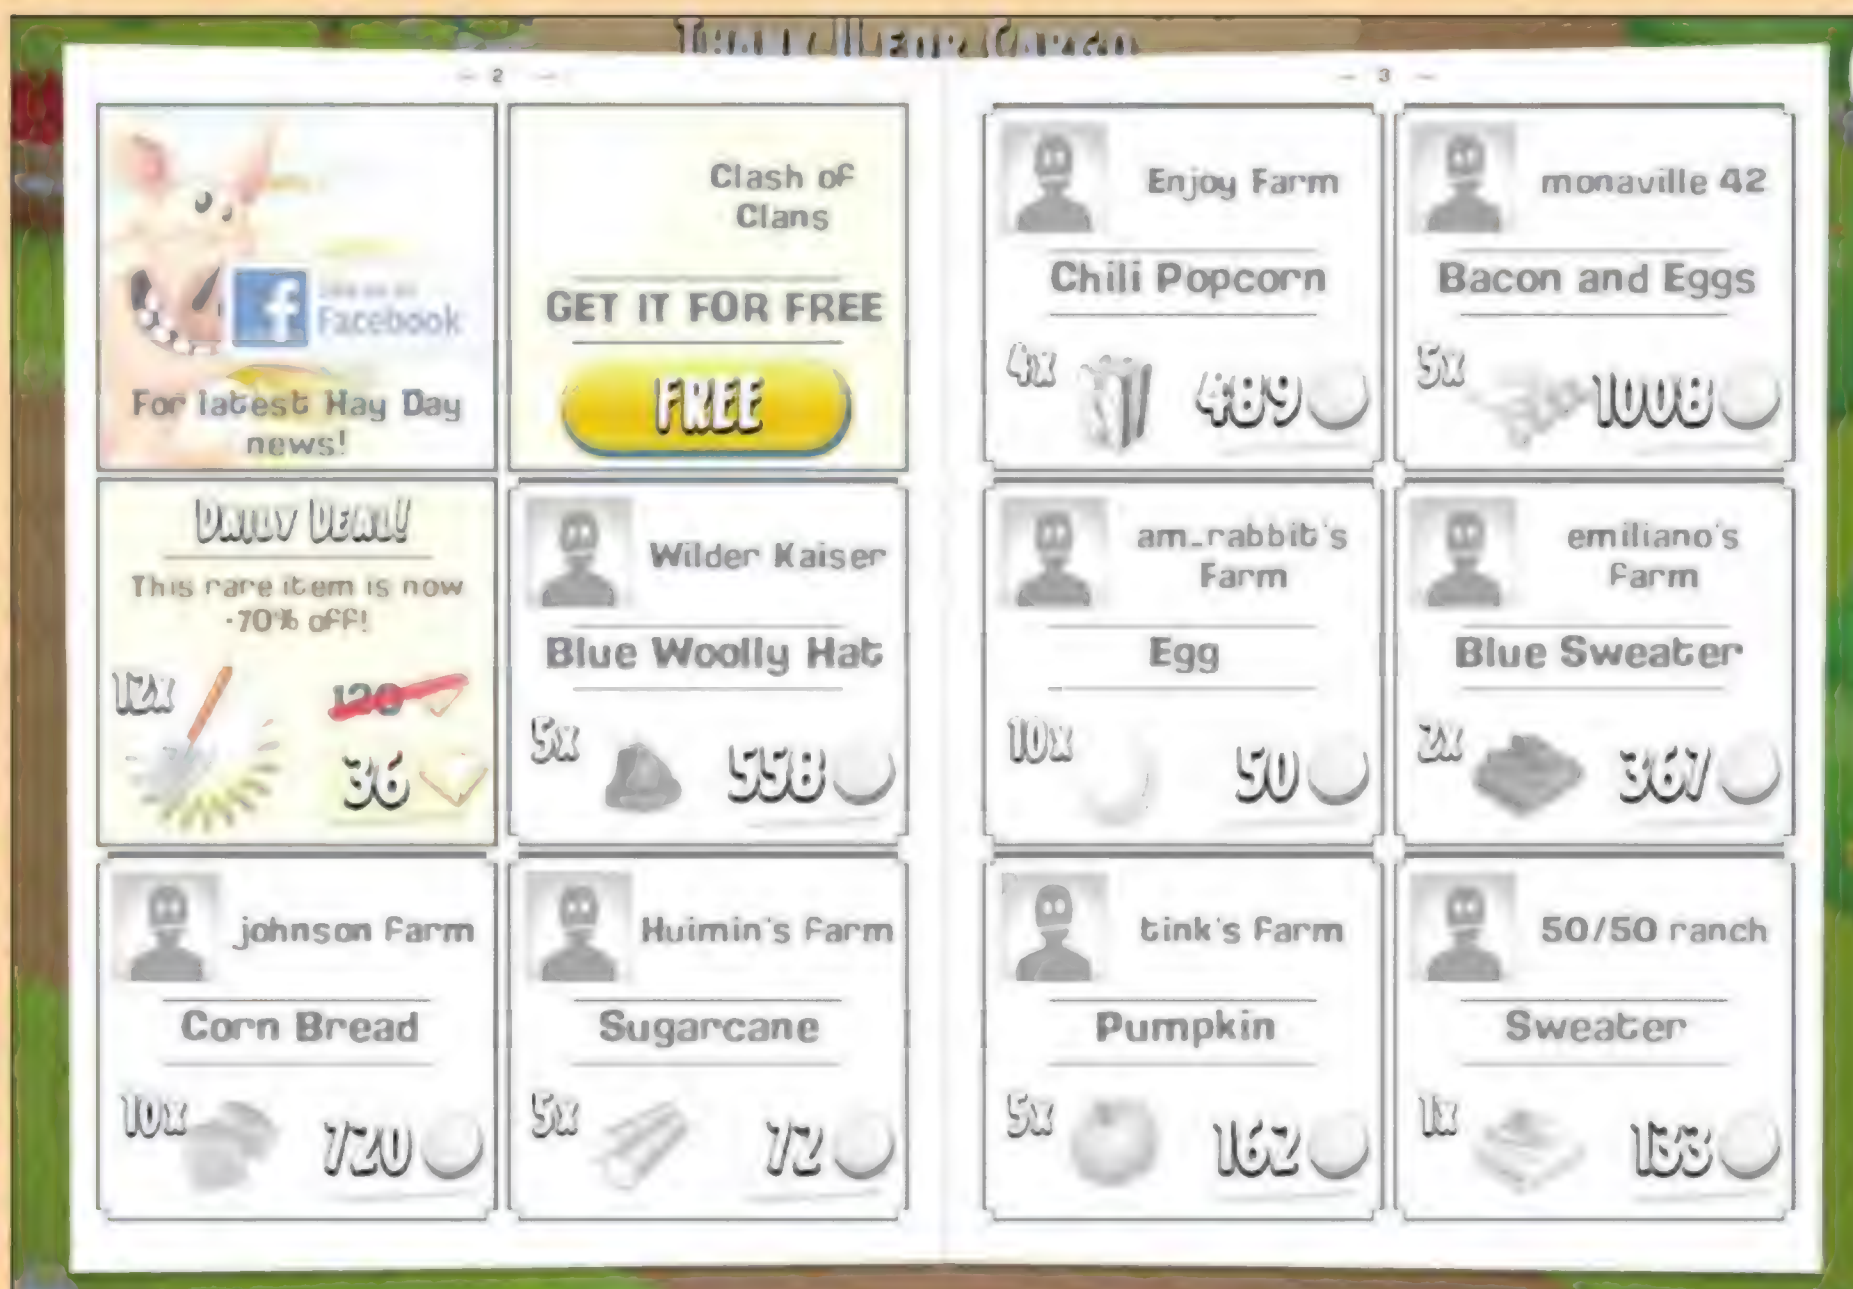 2
3
Facebook
For latest Hay Day
news!
Clash of
Clans
GET IT FOR FREE
FREE
DAILY DEAL!
This rare item is now
-70% off!
12x
120
36
Wilder Kaiser
Blue Woolly Hat
5x
558
johnson Farm
Corn Bread
10x
720
Huimin's Farm
Sugarcane
5x
72
Enjoy Farm
Chili Popcorn
4x
489
monaville 42
Bacon and Eggs
5x
1008
am_rabbit's
Farm
Egg
10x
50
emiliano's
Farm
Blue Sweater
2x
367
tink's Farm
Pumpkin
5x
162
50/50 ranch
Sweater
1x
133